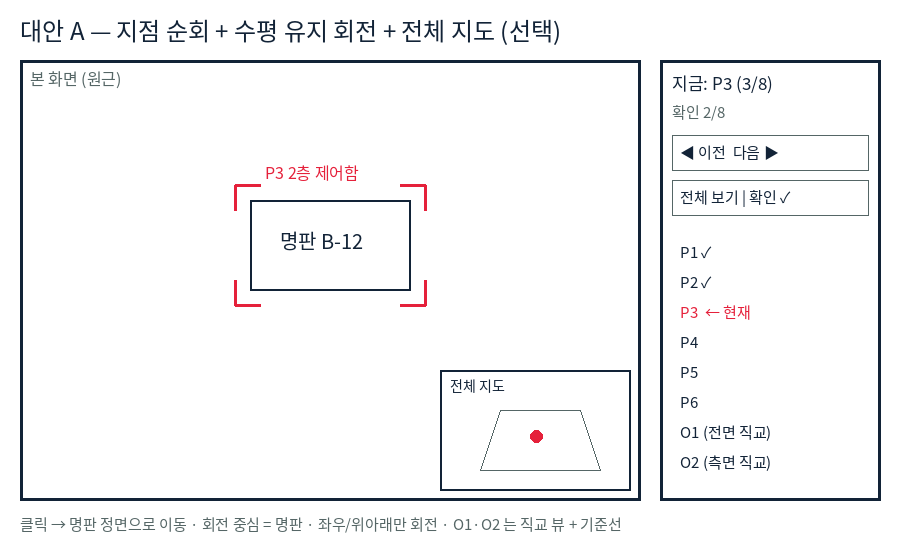 대안 A — 지점 순회 + 수평 유지 회전 + 전체 지도 (선택)
본 화면 (원근)
P3 2층 제어함
명판 B-12
전체 지도
지금: P3 (3/8)
확인 2/8
◀ 이전 다음 ▶
전체 보기 | 확인 ✓
P1 ✓
P2 ✓
P3 ← 현재
P4
P5
P6
O1 (전면 직교)
O2 (측면 직교)
클릭 → 명판 정면으로 이동 · 회전 중심 = 명판 · 좌우/위아래만 회전 · O1·O2 는 직교 뷰 + 기준선